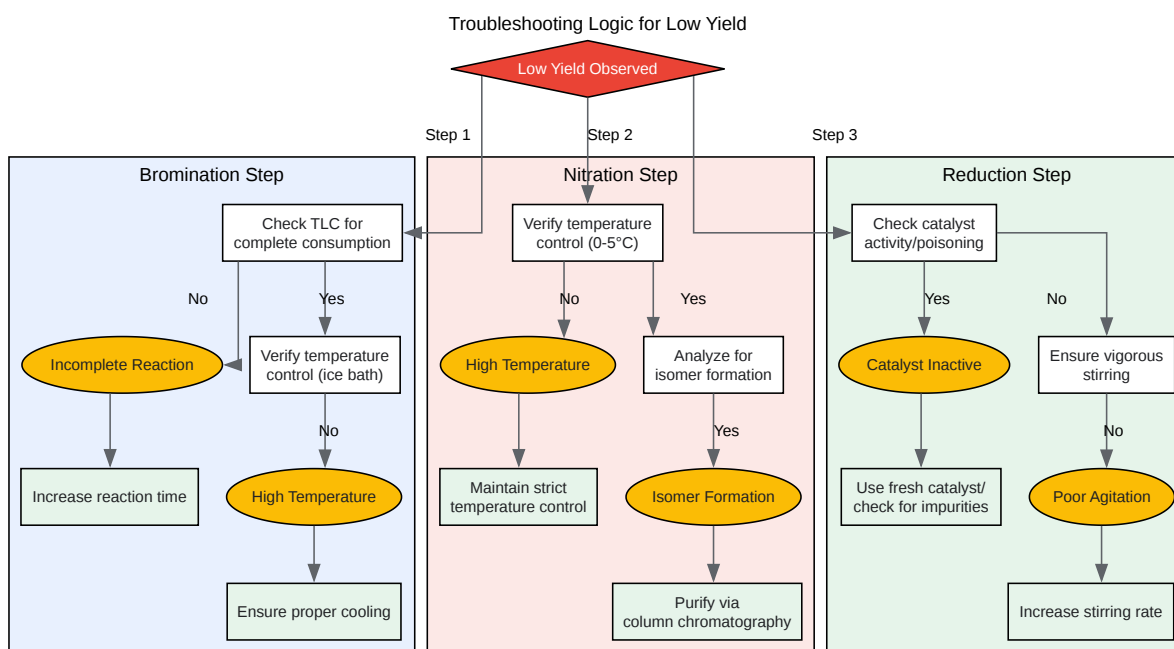 Troubleshooting Logic for Low Yield
Low Yield Observed
Step 1
Step 2
Step 3
Bromination Step
Check TLC for
complete consumption
No
Yes
Incomplete Reaction
Verify temperature
control (ice bath)
No
Increase reaction time
High Temperature
Ensure proper cooling
Nitration Step
Verify temperature
control (0-5°C)
No
Yes
High Temperature
Analyze for
isomer formation
Yes
Maintain strict
temperature control
Isomer Formation
Purify via
column chromatography
Reduction Step
Check catalyst
activity/poisoning
Yes
No
Catalyst Inactive
Ensure vigorous
stirring
No
Use fresh catalyst/
check for impurities
Poor Agitation
Increase stirring rate